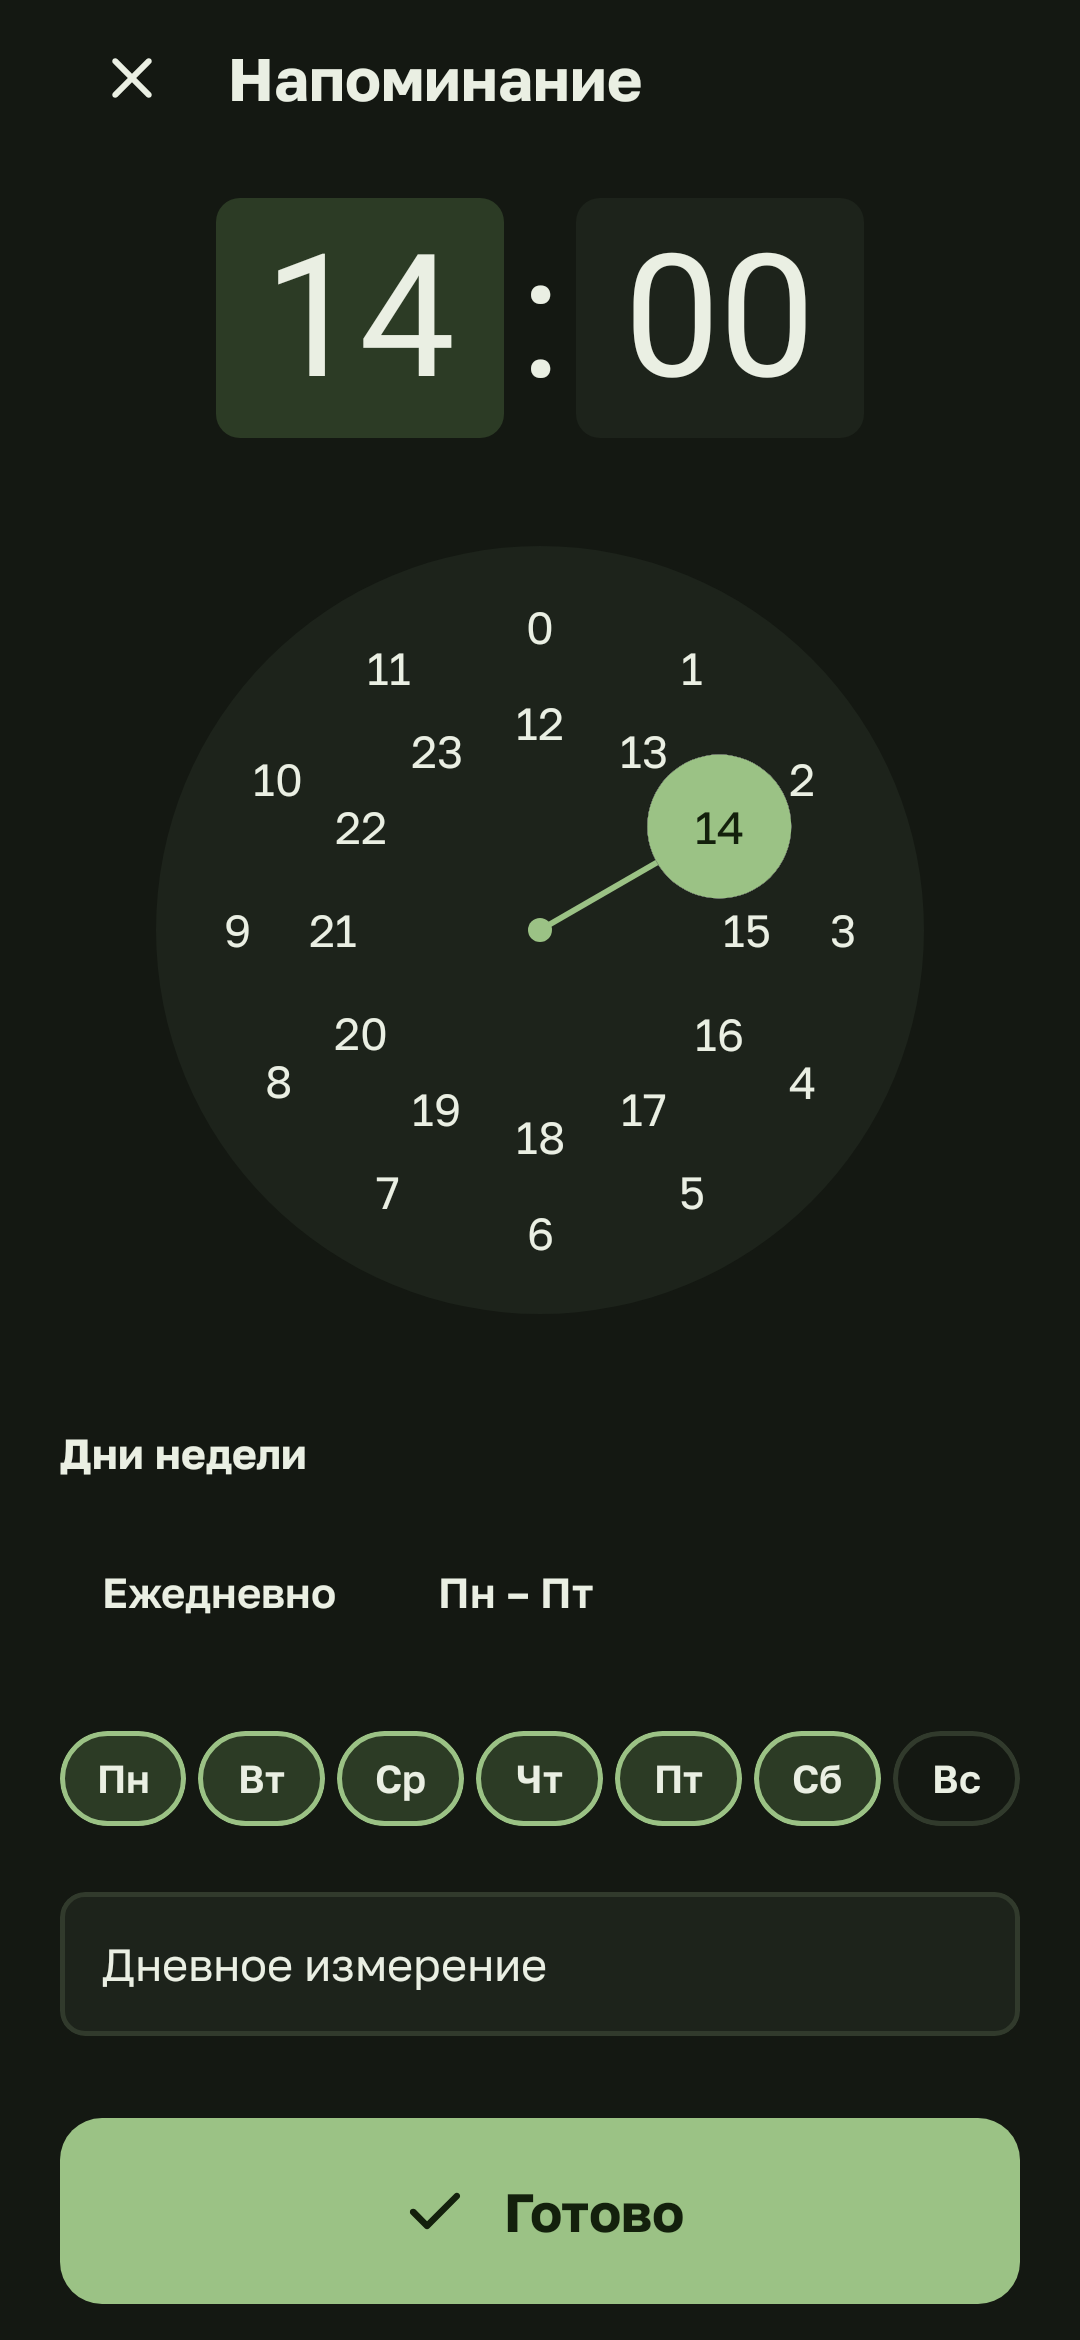 Напоминание
14 : 00
0
11 1
12
23 13
10 2
22 14
9 21 15 3
20 16
8 4
19 17
18
7 5
6
Дни недели
Ежедневно Пн – Пт
Пн Вт Ср Чт Пт Сб Вс
Дневное измерение
Готово